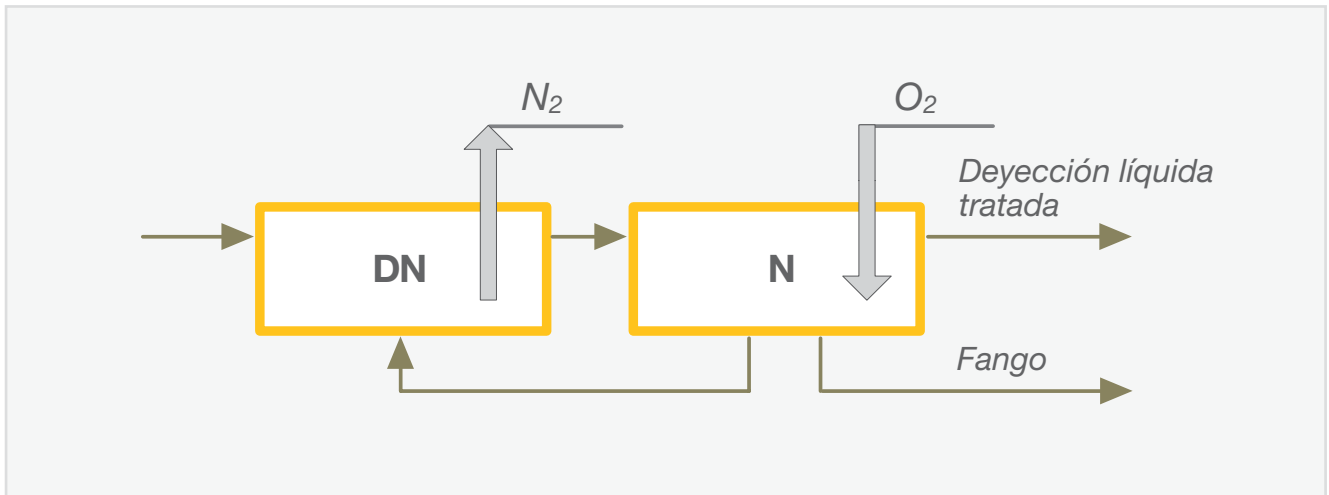 N₂
O₂
Deyección líquida
tratada
DN
N
Fango